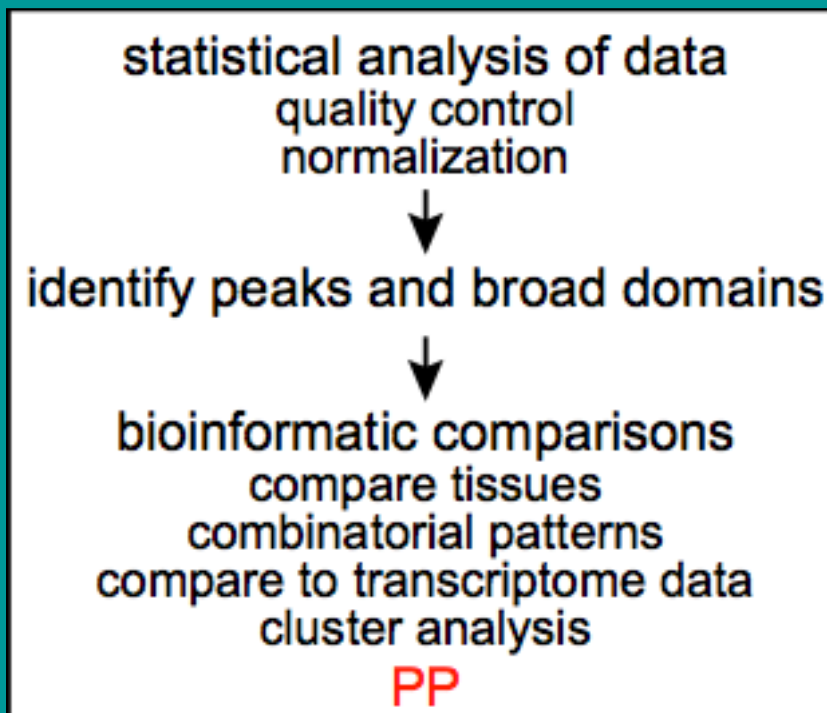 statistical analysis of data
quality control
normalization
identify peaks and broad domains
bioinformatic comparisons
compare tissues
combinatorial patterns
compare to transcriptome data
cluster analysis
PP